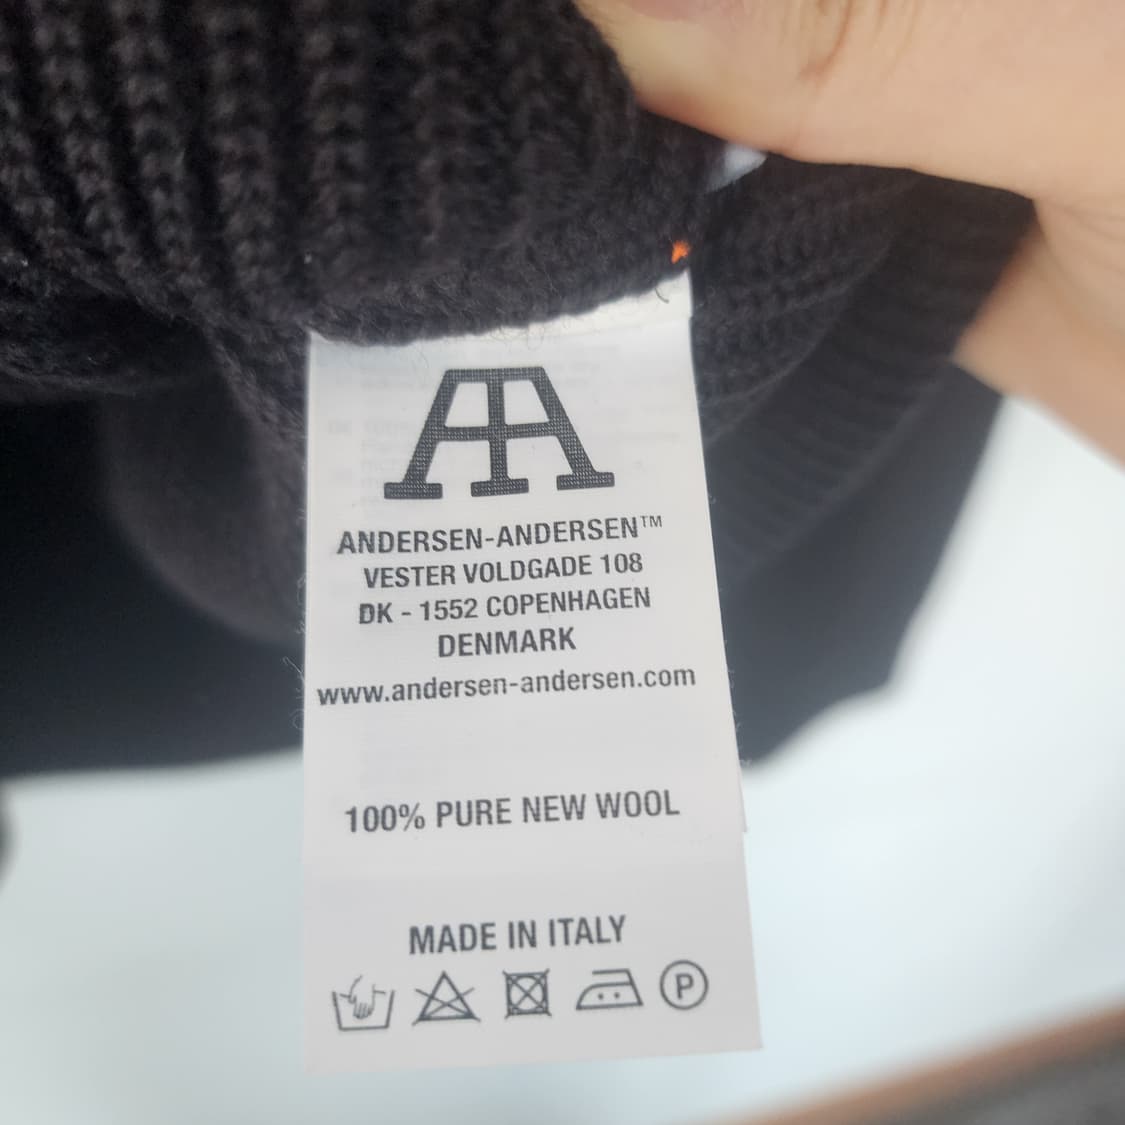 ANDERSEN-ANDERSEN™
VESTER VOLDGADE 108
DK - 1552 COPENHAGEN
DENMARK
www.andersen-andersen.com
100% PURE NEW WOOL
MADE IN ITALY
P